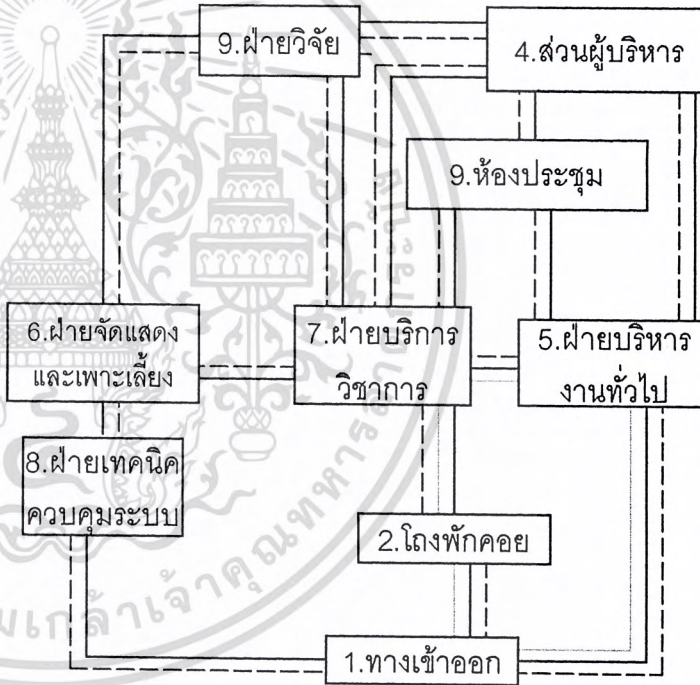 9.ฝ่ายวิจัย
4.ส่วนผู้บริหาร
9.ห้องประชุม
6.ฝ่ายจัดแสดง
และเพาะเลี้ยง
7.ฝ่ายบริการ
วิชาการ
5.ฝ่ายบริหาร
งานทั่วไป
8.ฝ่ายเทคนิค
ควบคุมระบบ
2.โถงพักคอย
1.ทางเข้าออก